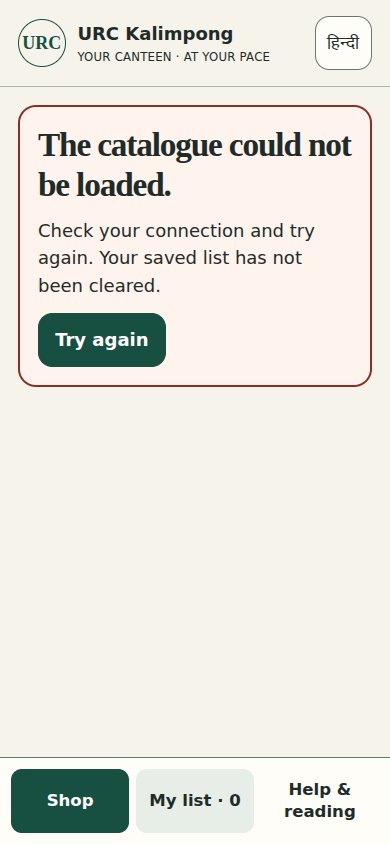 URC
URC Kalimpong
YOUR CANTEEN · AT YOUR PACE
हिन्दी
The catalogue could not
be loaded.
Check your connection and try
again. Your saved list has not
been cleared.
Try again
Shop
My list · 0
Help &
reading